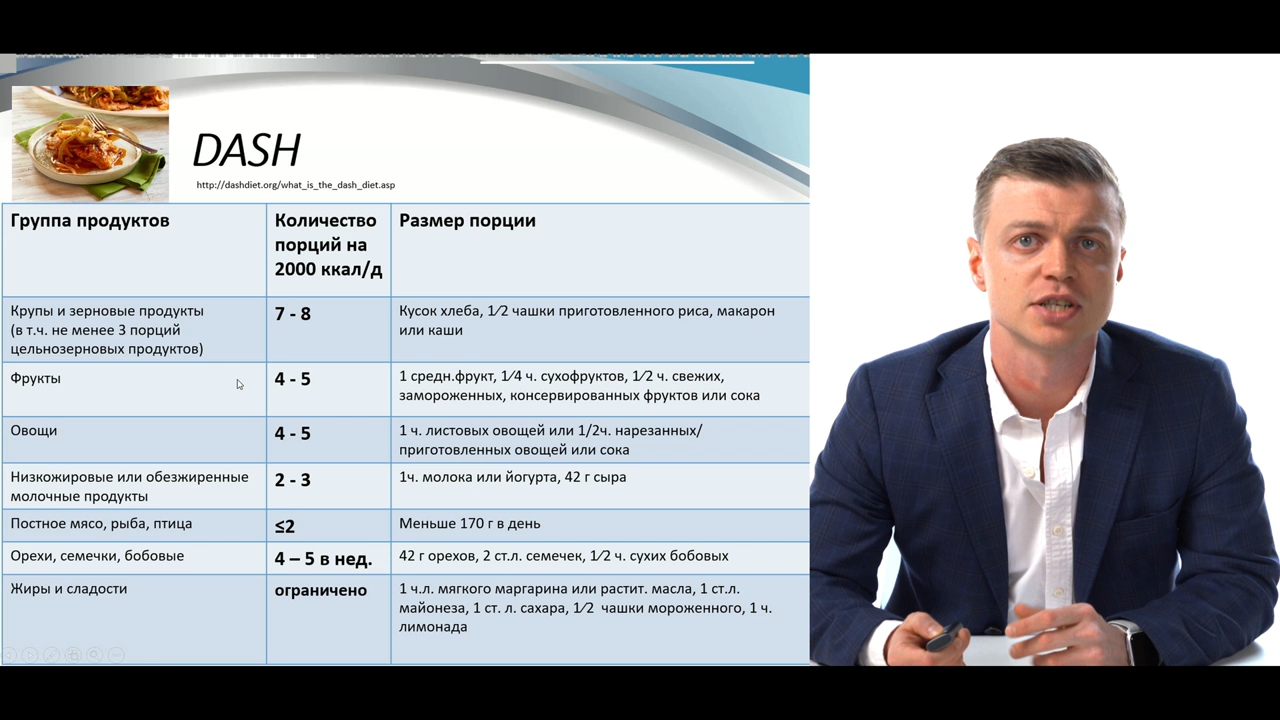 DASH
http://dashdiet.org/what_is_the_dash_diet.asp
Группа продуктов
Количество
порций на
2000 ккал/д
Размер порции
Крупы и зерновые продукты
(в т.ч. не менее 3 порций
цельнозерновых продуктов)
7 - 8
Кусок хлеба, 1⁄2 чашки приготовленного риса, макарон
или каши
Фрукты
4 - 5
1 средн.фрукт, 1⁄4 ч. сухофруктов, 1⁄2 ч. свежих,
замороженных, консервированных фруктов или сока
Овощи
4 - 5
1 ч. листовых овощей или 1/2ч. нарезанных/
приготовленных овощей или сока
Низкожировые или обезжиренные
молочные продукты
2 - 3
1ч. молока или йогурта, 42 г сыра
Постное мясо, рыба, птица
≤2
Меньше 170 г в день
Орехи, семечки, бобовые
4 – 5 в нед.
42 г орехов, 2 ст.л. семечек, 1⁄2 ч. сухих бобовых
Жиры и сладости
ограничено
1 ч.л. мягкого маргарина или растит. масла, 1 ст.л.
майонеза, 1 ст. л. сахара, 1⁄2 чашки мороженного, 1 ч.
лимонада